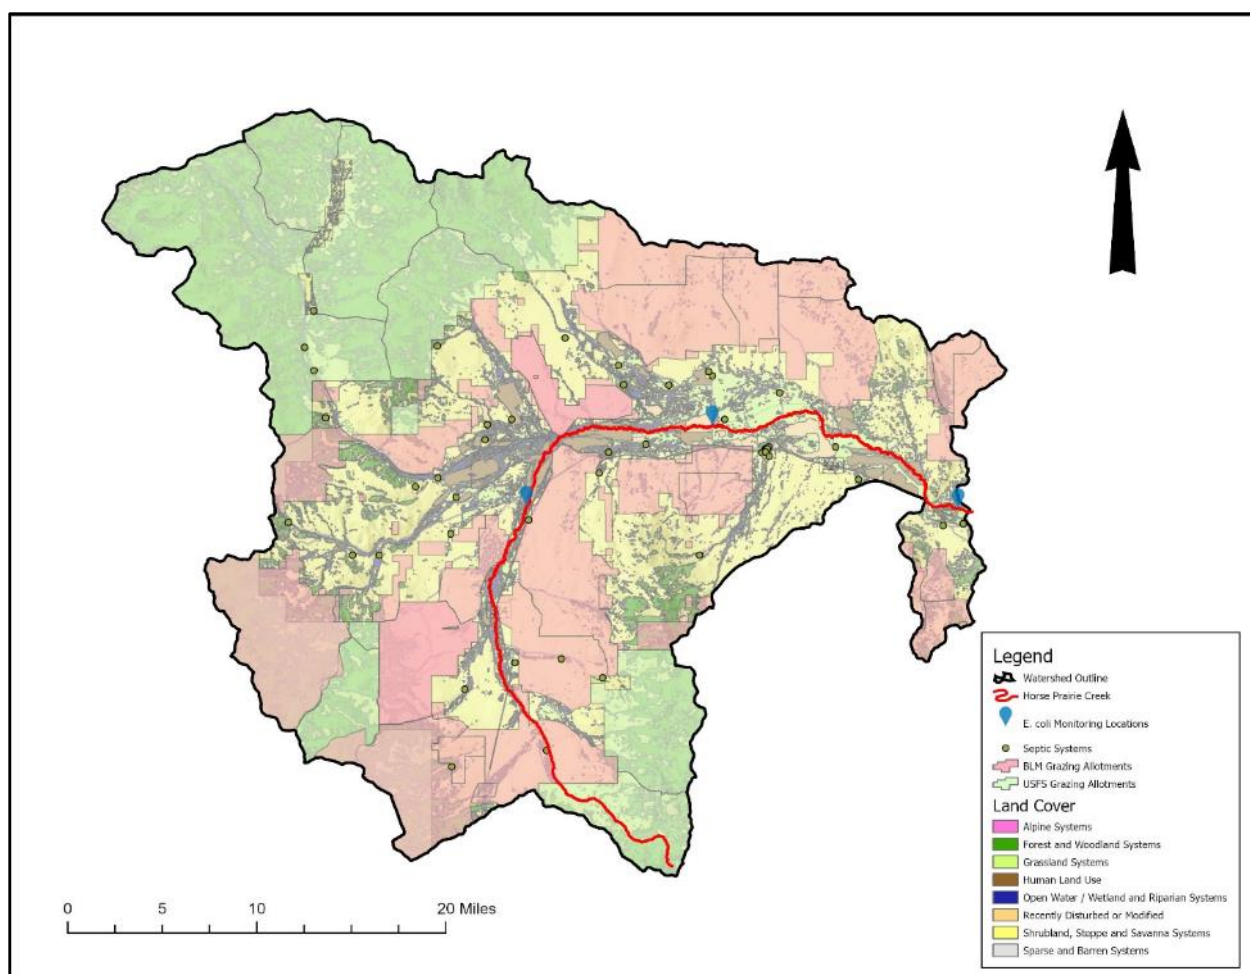 0 5 10 20 Miles
Legend
Watershed Outline
Horse Prairie Creek
E. coli Monitoring Locations
Septic Systems
BLM Grazing Allotments
USFS Grazing Allotments
Land Cover
Alpine Systems
Forest and Woodland Systems
Grassland Systems
Human Land Use
Open Water / Wetland and Riparian Systems
Recently Disturbed or Modified
Shrubland, Steppe and Savanna Systems
Sparse and Barren Systems